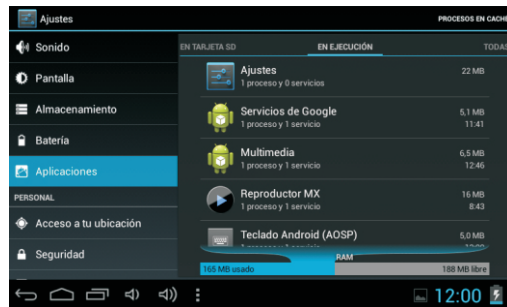 Ajustes
PROCESOS EN CACHÉ
Sonido
Pantalla
Almacenamiento
Batería
Aplicaciones
PERSONAL
Acceso a tu ubicación
Seguridad
EN TARJETA SD
EN EJECUCIÓN
TODAS
Ajustes
22 MB
1 proceso y 0 servicios
Servicios de Google
5,1 MB
1 proceso y 1 servicio
11:41
Multimedia
6,5 MB
1 proceso y 1 servicio
12:46
Reproductor MX
16 MB
1 proceso y 1 servicio
8:43
Teclado Android (AOSP)
5,0 MB
RAM
165 MB usado
188 MB libre
12:00